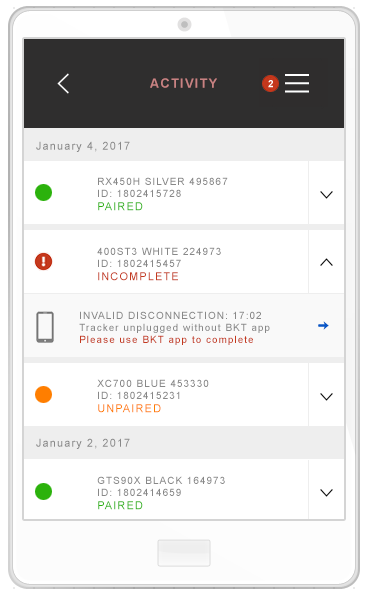 ACTIVITY
2
January 4, 2017
RX450H SILVER 495867
ID: 1802415728
PAIRED
400ST3 WHITE 224973
ID: 1802415457
INCOMPLETE
INVALID DISCONNECTION: 17:02
Tracker unplugged without BKT app
Please use BKT app to complete
XC700 BLUE 453330
ID: 1802415231
UNPAIRED
January 2, 2017
GTS90X BLACK 164973
ID: 1802414659
PAIRED